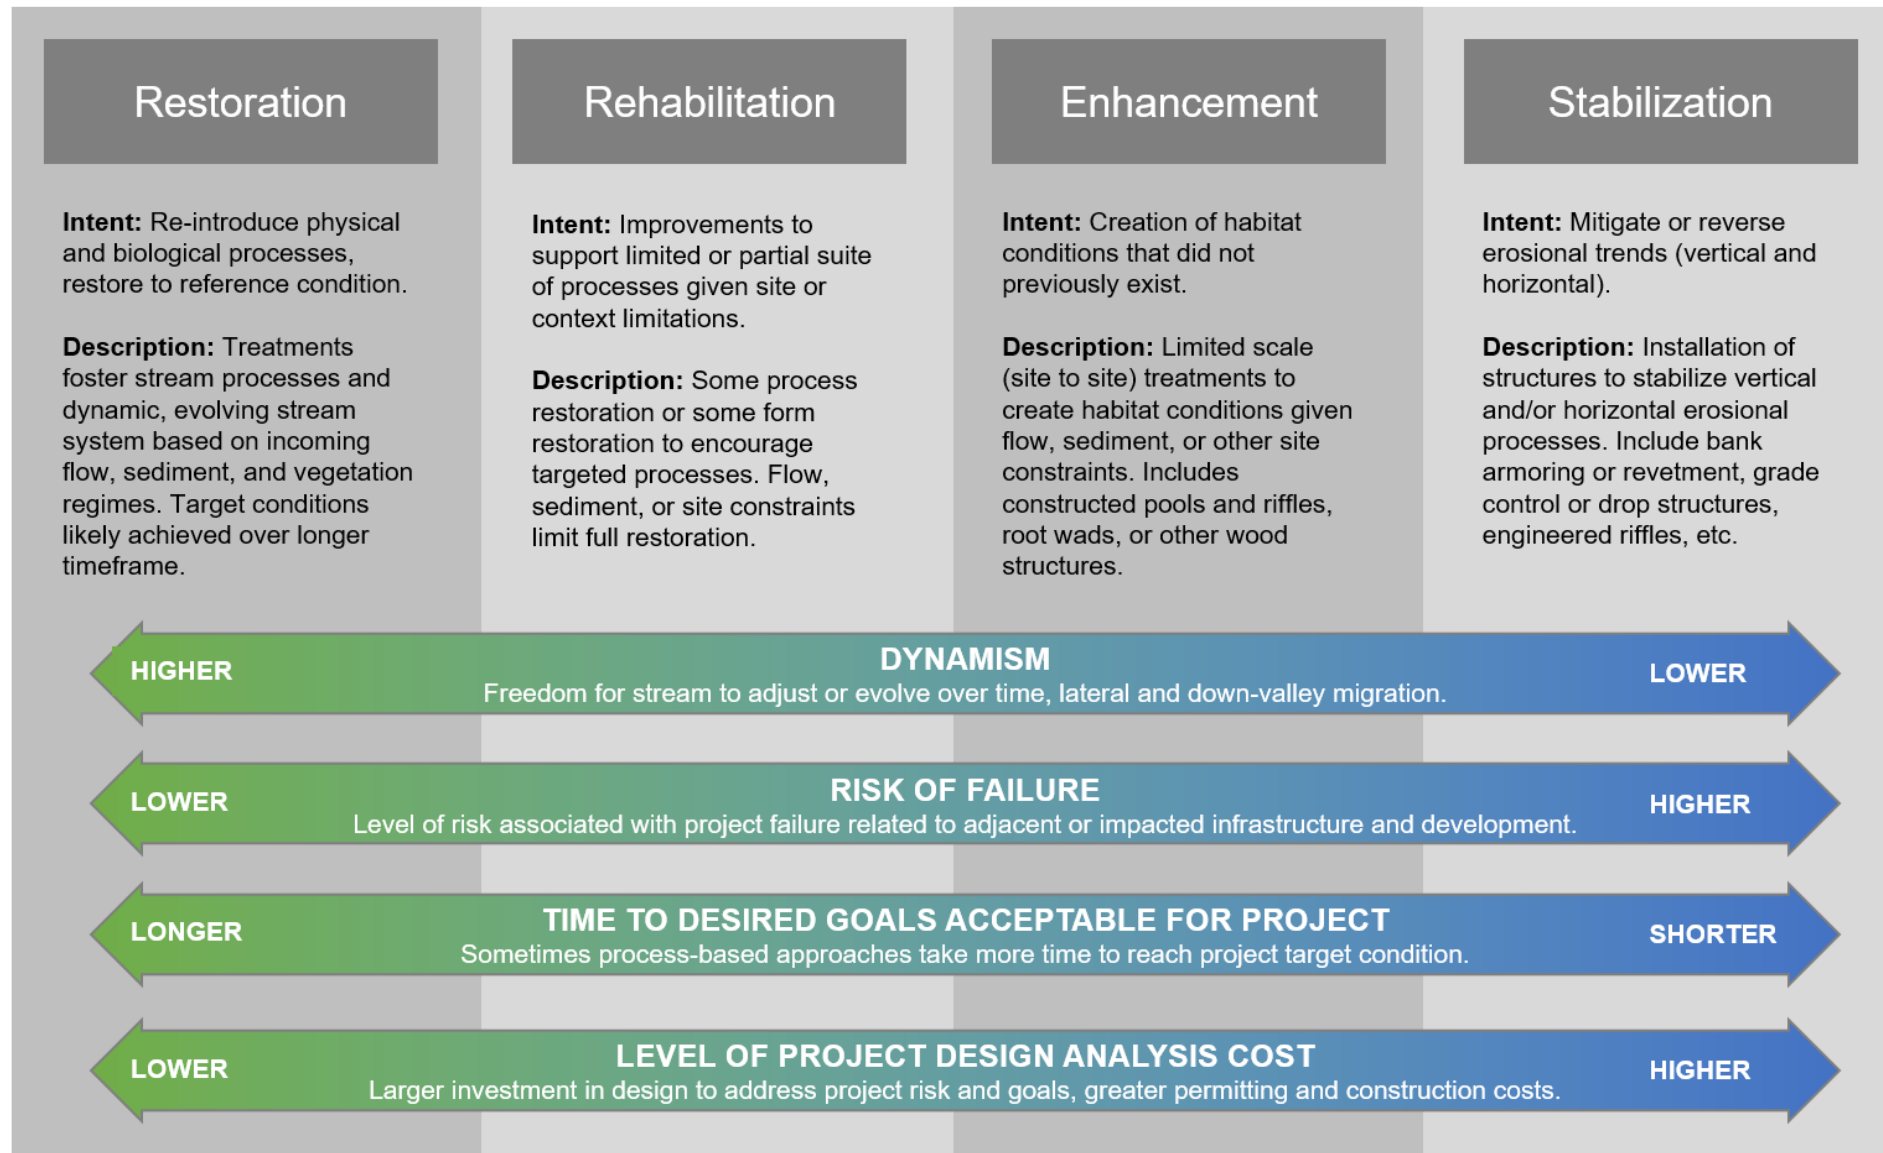 Restoration
Intent: Re-introduce physical
and biological processes,
restore to reference condition.
Description: Treatments
foster stream processes and
dynamic, evolving stream
system based on incoming
flow, sediment, and vegetation
regimes. Target conditions
likely achieved over longer
timeframe.
Rehabilitation
Intent: Improvements to
support limited or partial suite
of processes given site or
context limitations.
Description: Some process
restoration or some form
restoration to encourage
targeted processes. Flow,
sediment, or site constraints
limit full restoration.
Enhancement
Intent: Creation of habitat
conditions that did not
previously exist.
Description: Limited scale
(site to site) treatments to
create habitat conditions given
flow, sediment, or other site
constraints. Includes
constructed pools and riffles,
root wads, or other wood
structures.
Stabilization
Intent: Mitigate or reverse
erosional trends (vertical and
horizontal).
Description: Installation of
structures to stabilize vertical
and/or horizontal erosional
processes. Include bank
armoring or revetment, grade
control or drop structures,
engineered riffles, etc.
HIGHER
DYNAMISM
Freedom for stream to adjust or evolve over time, lateral and down-valley migration.
LOWER
LOWER
RISK OF FAILURE
Level of risk associated with project failure related to adjacent or impacted infrastructure and development.
HIGHER
LONGER
TIME TO DESIRED GOALS ACCEPTABLE FOR PROJECT
Sometimes process-based approaches take more time to reach project target condition.
SHORTER
LOWER
LEVEL OF PROJECT DESIGN ANALYSIS COST
Larger investment in design to address project risk and goals, greater permitting and construction costs.
HIGHER